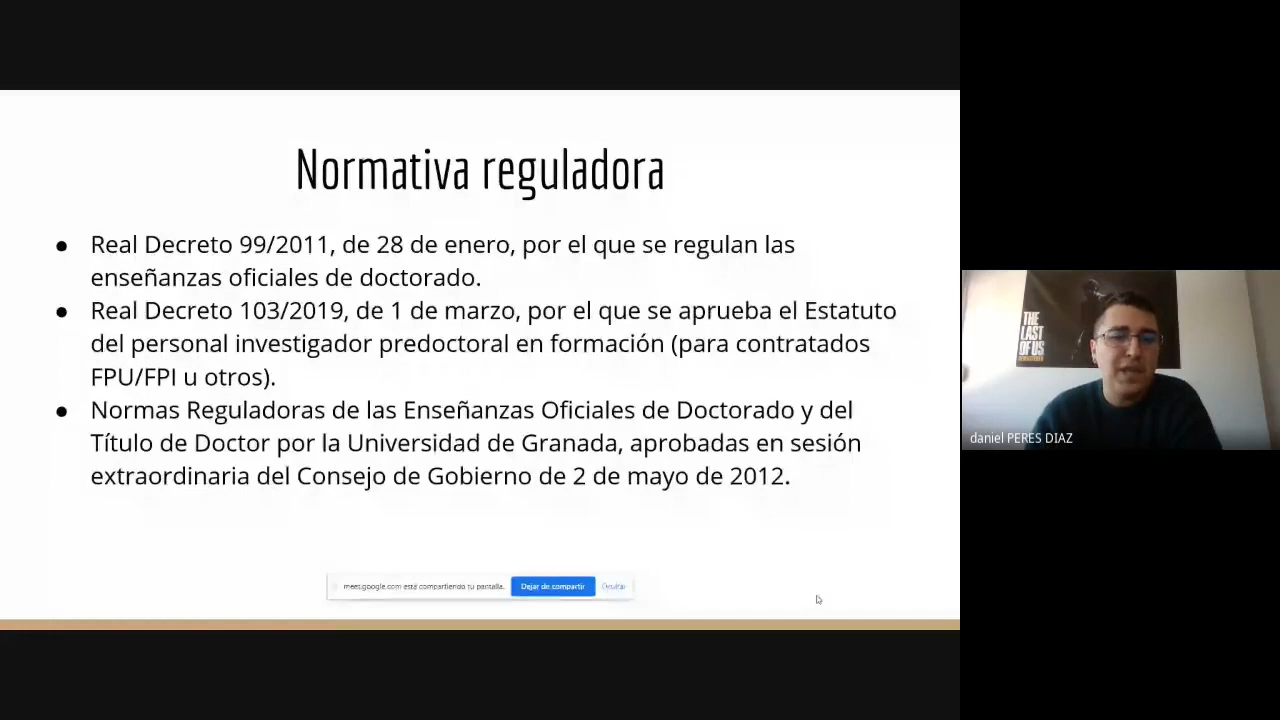 Normativa reguladora
● Real Decreto 99/2011, de 28 de enero, por el que se regulan las
enseñanzas oficiales de doctorado.
● Real Decreto 103/2019, de 1 de marzo, por el que se aprueba el Estatuto
del personal investigador predoctoral en formación (para contratados
FPU/FPI u otros).
● Normas Reguladoras de las Enseñanzas Oficiales de Doctorado y del
Título de Doctor por la Universidad de Granada, aprobadas en sesión
extraordinaria del Consejo de Gobierno de 2 de mayo de 2012.
meet.google.com está compartiendo tu pantalla. Dejar de compartir Ocultar
THE
LAST
OF US
daniel PERES DIAZ